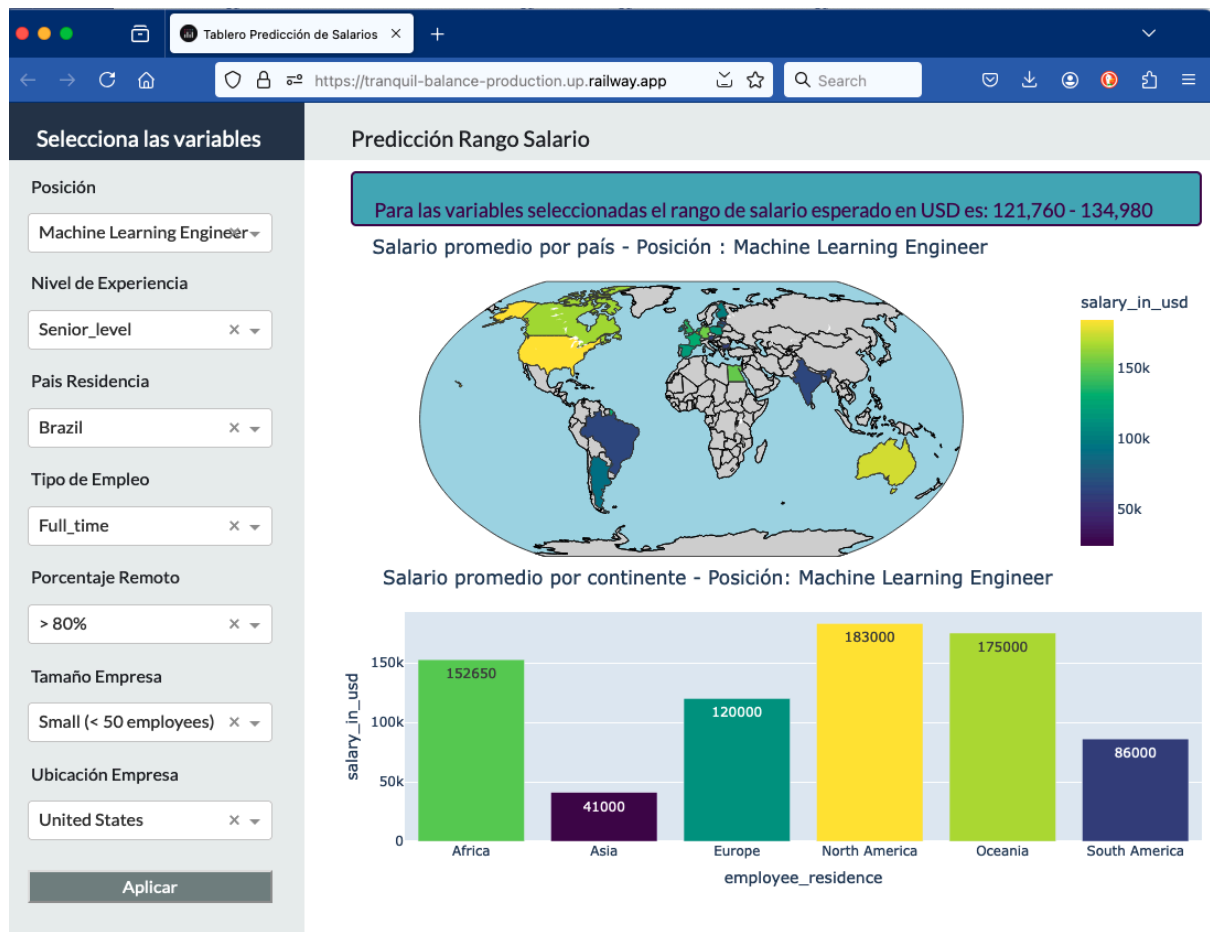 Tablero Predicción de Salarios
https://tranquil-balance-production.up.railway.app
Search
Selecciona las variables
Posición
Machine Learning Engineer
Nivel de Experiencia
Senior_level
Pais Residencia
Brazil
Tipo de Empleo
Full_time
Porcentaje Remoto
> 80%
Tamaño Empresa
Small (< 50 employees)
Ubicación Empresa
United States
Aplicar
Predicción Rango Salario
Para las variables seleccionadas el rango de salario esperado en USD es: 121,760 - 134,980
Salario promedio por país - Posición : Machine Learning Engineer
salary_in_usd
150k
100k
50k
Salario promedio por continente - Posición: Machine Learning Engineer
salary_in_usd
150k
100k
50k
0
152650
41000
120000
183000
175000
86000
Africa
Asia
Europe
North America
Oceania
South America
employee_residence